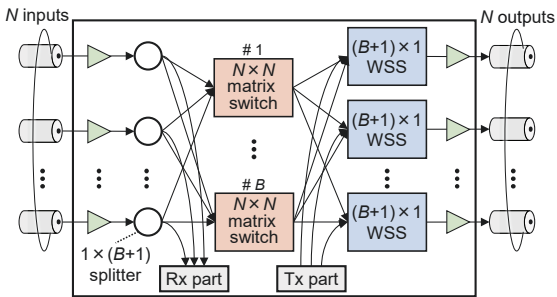 N inputs
N outputs
# 1
N × N
matrix
switch
(B+1) × 1
WSS
(B+1) × 1
WSS
# B
N × N
matrix
switch
(B+1) × 1
WSS
1 × (B+1)
splitter
Rx part
Tx part